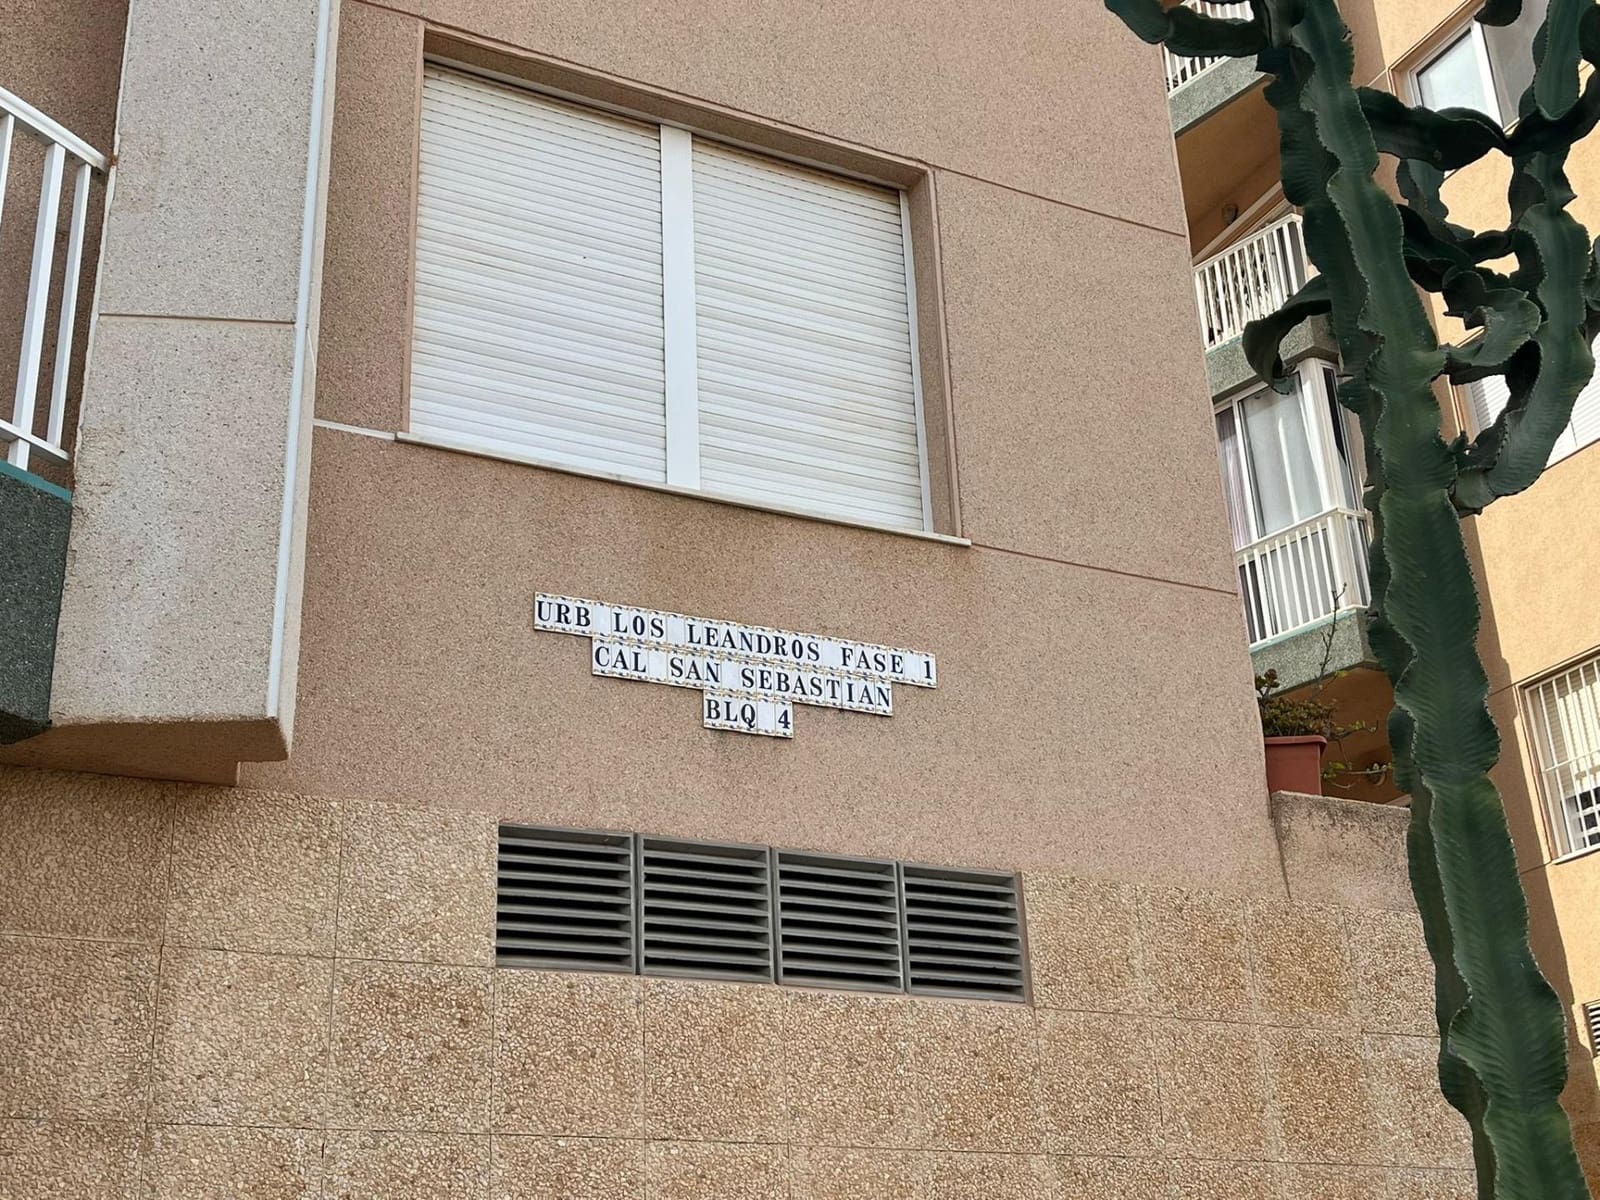 URB LOS LEANDROS FASE 1
CAL SAN SEBASTIAN
BLQ 4